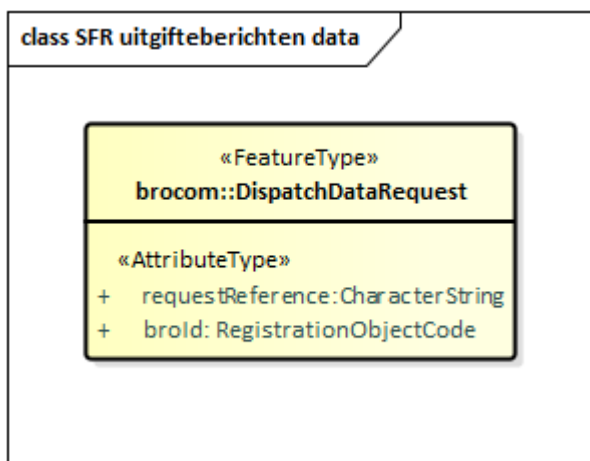 class SFR uitgifteberichten data
«FeatureType»
brocom::DispatchDataRequest
«AttributeType»
+ requestReference:CharacterString
+ broId: RegistrationObjectCode